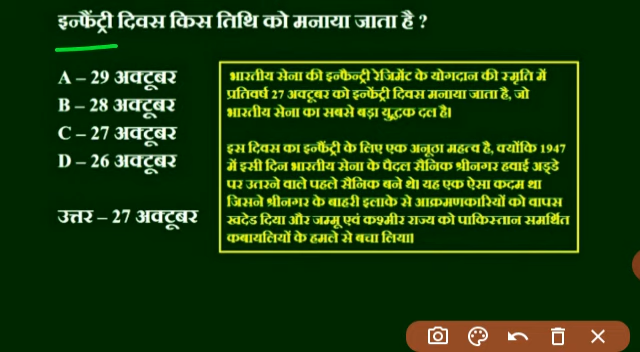 इन्फैंट्री दिवस किस तिथि को मनाया जाता है ?
A – 29 अक्टूबर
B – 28 अक्टूबर
C – 27 अक्टूबर
D – 26 अक्टूबर
उत्तर – 27 अक्टूबर
भारतीय सेना की इन्फैन्ट्री रेजिमेंट के योगदान की स्मृति में
प्रतिवर्ष 27 अक्टूबर को इन्फेंट्री दिवस मनाया जाता है, जो
भारतीय सेना का सबसे बड़ा युद्धक दल है।
इस दिवस का इन्फैंट्री के लिए एक अनूठा महत्व है, क्योंकि 1947
में इसी दिन भारतीय सेना के पैदल सैनिक श्रीनगर हवाई अड्डे
पर उतरने वाले पहले सैनिक बने थे। यह एक ऐसा कदम था
जिसने श्रीनगर के बाहरी इलाके से आक्रमणकारियों को वापस
खदेड़ दिया और जम्मू एवं कश्मीर राज्य को पाकिस्तान समर्थित
कबायलियों के हमले से बचा लिया।